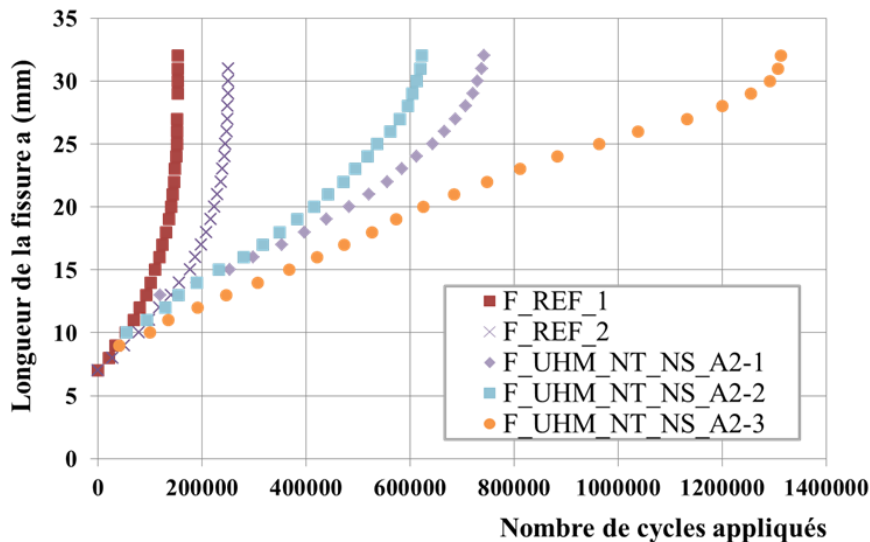 Longueur de la fissure a (mm)
35
30
25
20
15
10
5
0
F_REF_1
F_REF_2
F_UHM_NT_NS_A2-1
F_UHM_NT_NS_A2-2
F_UHM_NT_NS_A2-3
0 200000 400000 600000 800000 1000000 1200000 1400000
Nombre de cycles appliqués